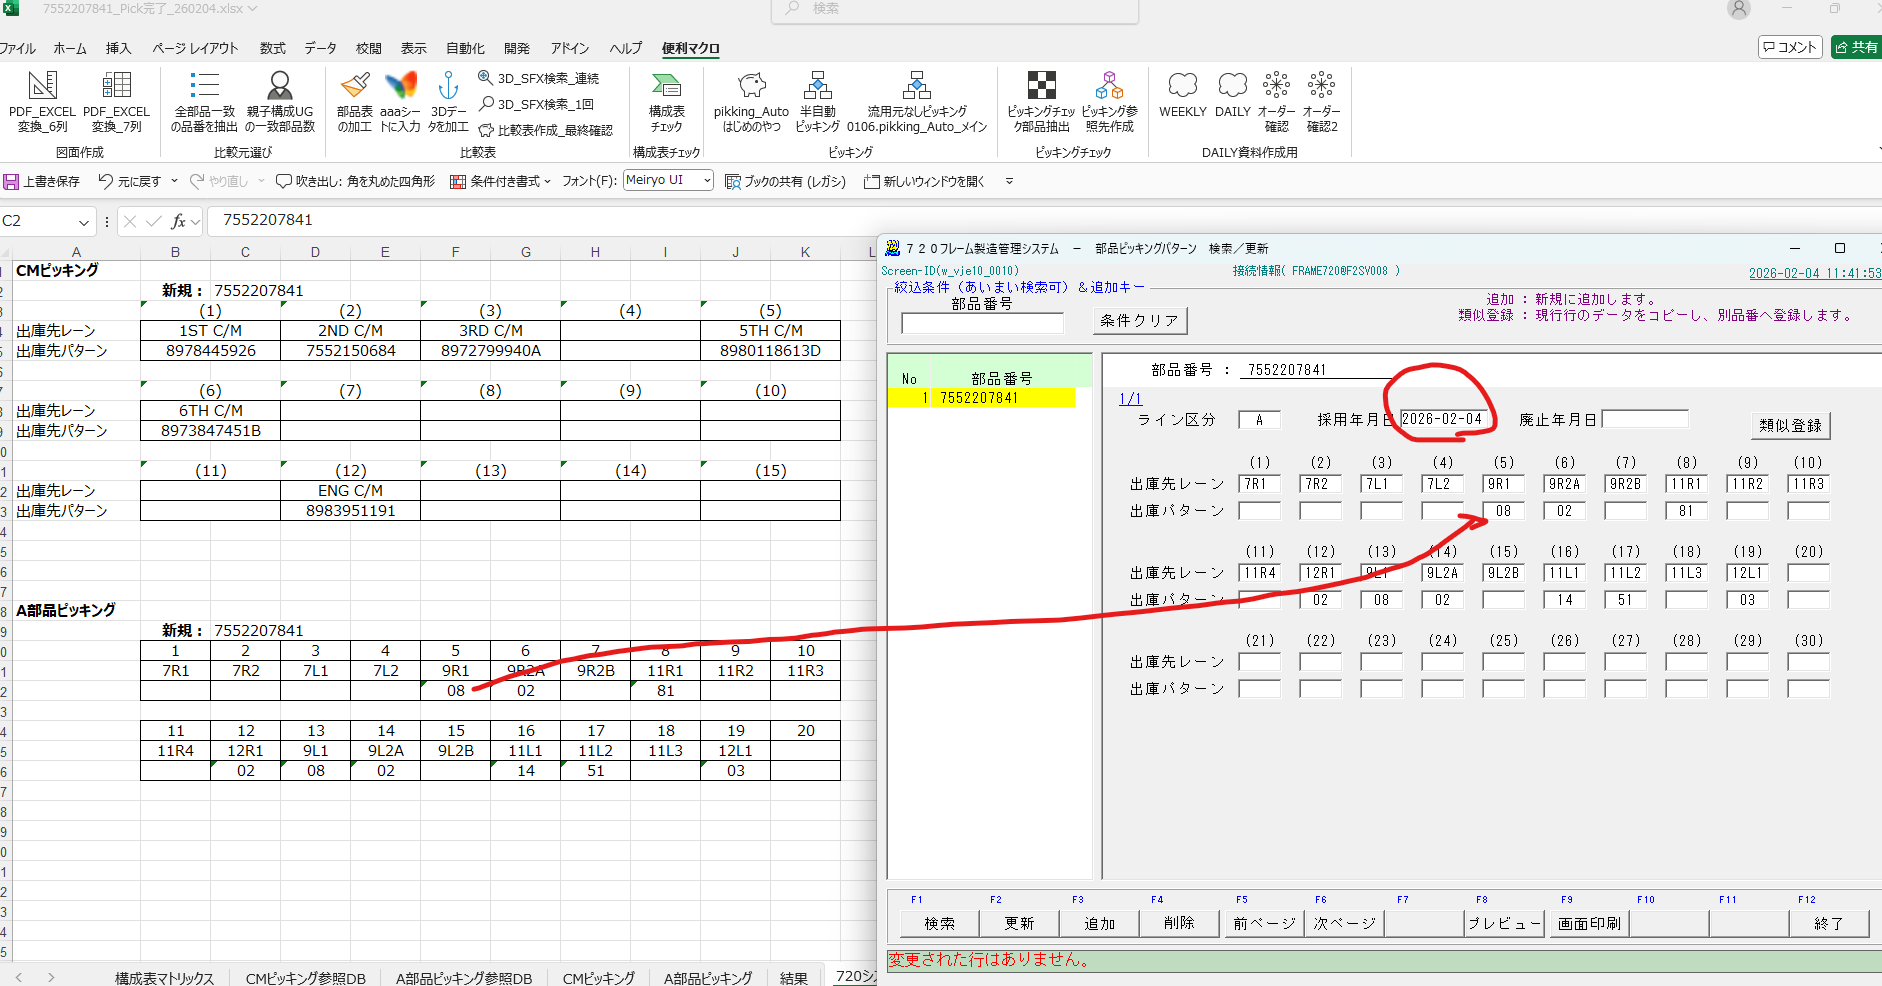 7552207841_Pick完了_260204.xlsx
検索
ファイル ホーム 挿入 ページ レイアウト 数式 データ 校閲 表示 自動化 開発 アドイン ヘルプ 便利マクロ
コメント 共有
PDF_EXCEL変換_6列 PDF_EXCEL変換_7列
図面作成
全部品一致の品番を抽出 親子構成UGの一致部品数
比較元選び
部品表の加工 aaaシートに入力 3Dデータを加工
3D_SFX検索_連続
3D_SFX検索_1回
比較表作成_最終確認
比較表
構成表チェック
構成表チェック
pikking_Autoはじめのやつ 半自動ピッキング 流用元なしピッキング0106.pikking_Auto_メイン
ピッキング
ピッキングチェック部品抽出 ピッキング参照先作成
ピッキングチェック
WEEKLY DAILY オーダー確認 オーダー確認2
DAILY資料作成用
上書き保存 元に戻す やり直し 吹き出し: 角を丸めた四角形 条件付き書式 フォント(F): Meiryo UI ブックの共有 (レガシ) 新しいウィンドウを開く
C2 fx 7552207841
A B C D E F G H I J K L
CMピッキング
新規： 7552207841
(1) (2) (3) (4) (5)
出庫先レーン 1ST C/M 2ND C/M 3RD C/M 5TH C/M
出庫先パターン 8978445926 7552150684 8972799940A 8980118613D
(6) (7) (8) (9) (10)
出庫先レーン 6TH C/M
出庫先パターン 8973847451B
(11) (12) (13) (14) (15)
出庫先レーン ENG C/M
出庫先パターン 8983951191
A部品ピッキング
新規： 7552207841
1 2 3 4 5 6 7 8 9 10
7R1 7R2 7L1 7L2 9R1 9R2A 9R2B 11R1 11R2 11R3
08 02 81
11 12 13 14 15 16 17 18 19 20
11R4 12R1 9L1 9L2A 9L2B 11L1 11L2 11L3 12L1
02 08 02 14 51 03
構成表マトリックス CMピッキング参照DB A部品ピッキング参照DB CMピッキング A部品ピッキング 結果
７２０フレーム製造管理システム － 部品ピッキングパターン 検索／更新
Screen-ID(w_vje10_0010) 接続情報( FRAME720@F2SV008 ) 2026-02-04 11:41:53
絞込条件（あいまい検索可）＆追加キー
部品番号
条件クリア
追加 : 新規に追加します。
類似登録 : 現行行のデータをコピーし、別品番へ登録します。
No 部品番号
1 7552207841
部品番号 : 7552207841
1/1
ライン区分 A 採用年月日 2026-02-04 廃止年月日 類似登録
(1) (2) (3) (4) (5) (6) (7) (8) (9) (10)
出庫先レーン 7R1 7R2 7L1 7L2 9R1 9R2A 9R2B 11R1 11R2 11R3
出庫パターン 08 02 81
(11) (12) (13) (14) (15) (16) (17) (18) (19) (20)
出庫先レーン 11R4 12R1 9L1 9L2A 9L2B 11L1 11L2 11L3 12L1
出庫パターン 02 08 02 14 51 03
(21) (22) (23) (24) (25) (26) (27) (28) (29) (30)
出庫先レーン
出庫パターン
F1 F2 F3 F4 F5 F6 F7 F8 F9 F10 F11 F12
検索 更新 追加 削除 前ページ 次ページ プレビュー 画面印刷 終了
変更された行はありません。